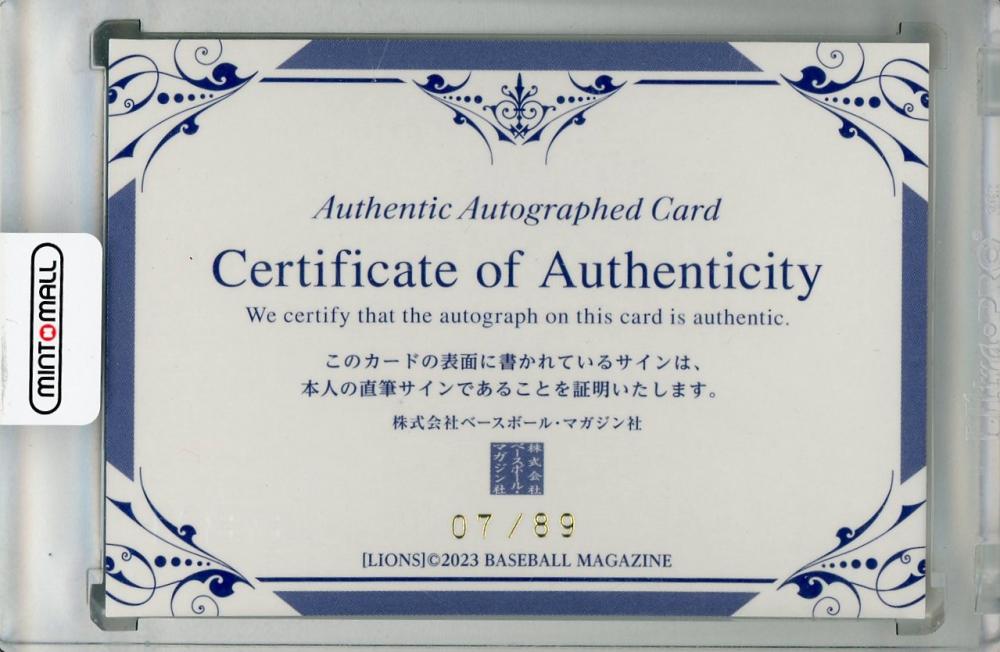 Authentic Autographed Card
Certificate of Authenticity
We certify that the autograph on this card is authentic.
このカードの表面に書かれているサインは、
本人の直筆サインであることを証明いたします。
株式会社ベースボール・マガジン社
株式会社
ベースボール・
マガジン社
07/89
[LIONS]©2023 BASEBALL MAGAZINE
MINT MALL